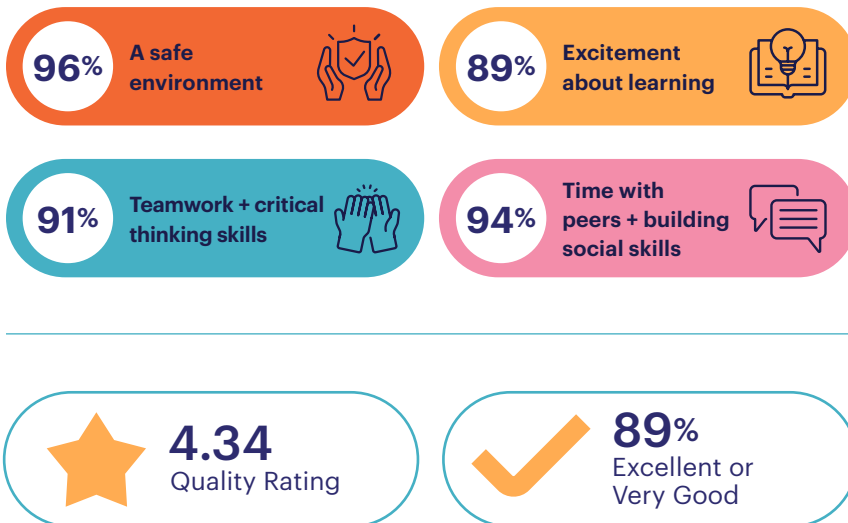 96%
A safe
environment
89%
Excitement
about learning
91%
Teamwork + critical
thinking skills
94%
Time with
peers + building
social skills
4.34
Quality Rating
89%
Excellent or
Very Good